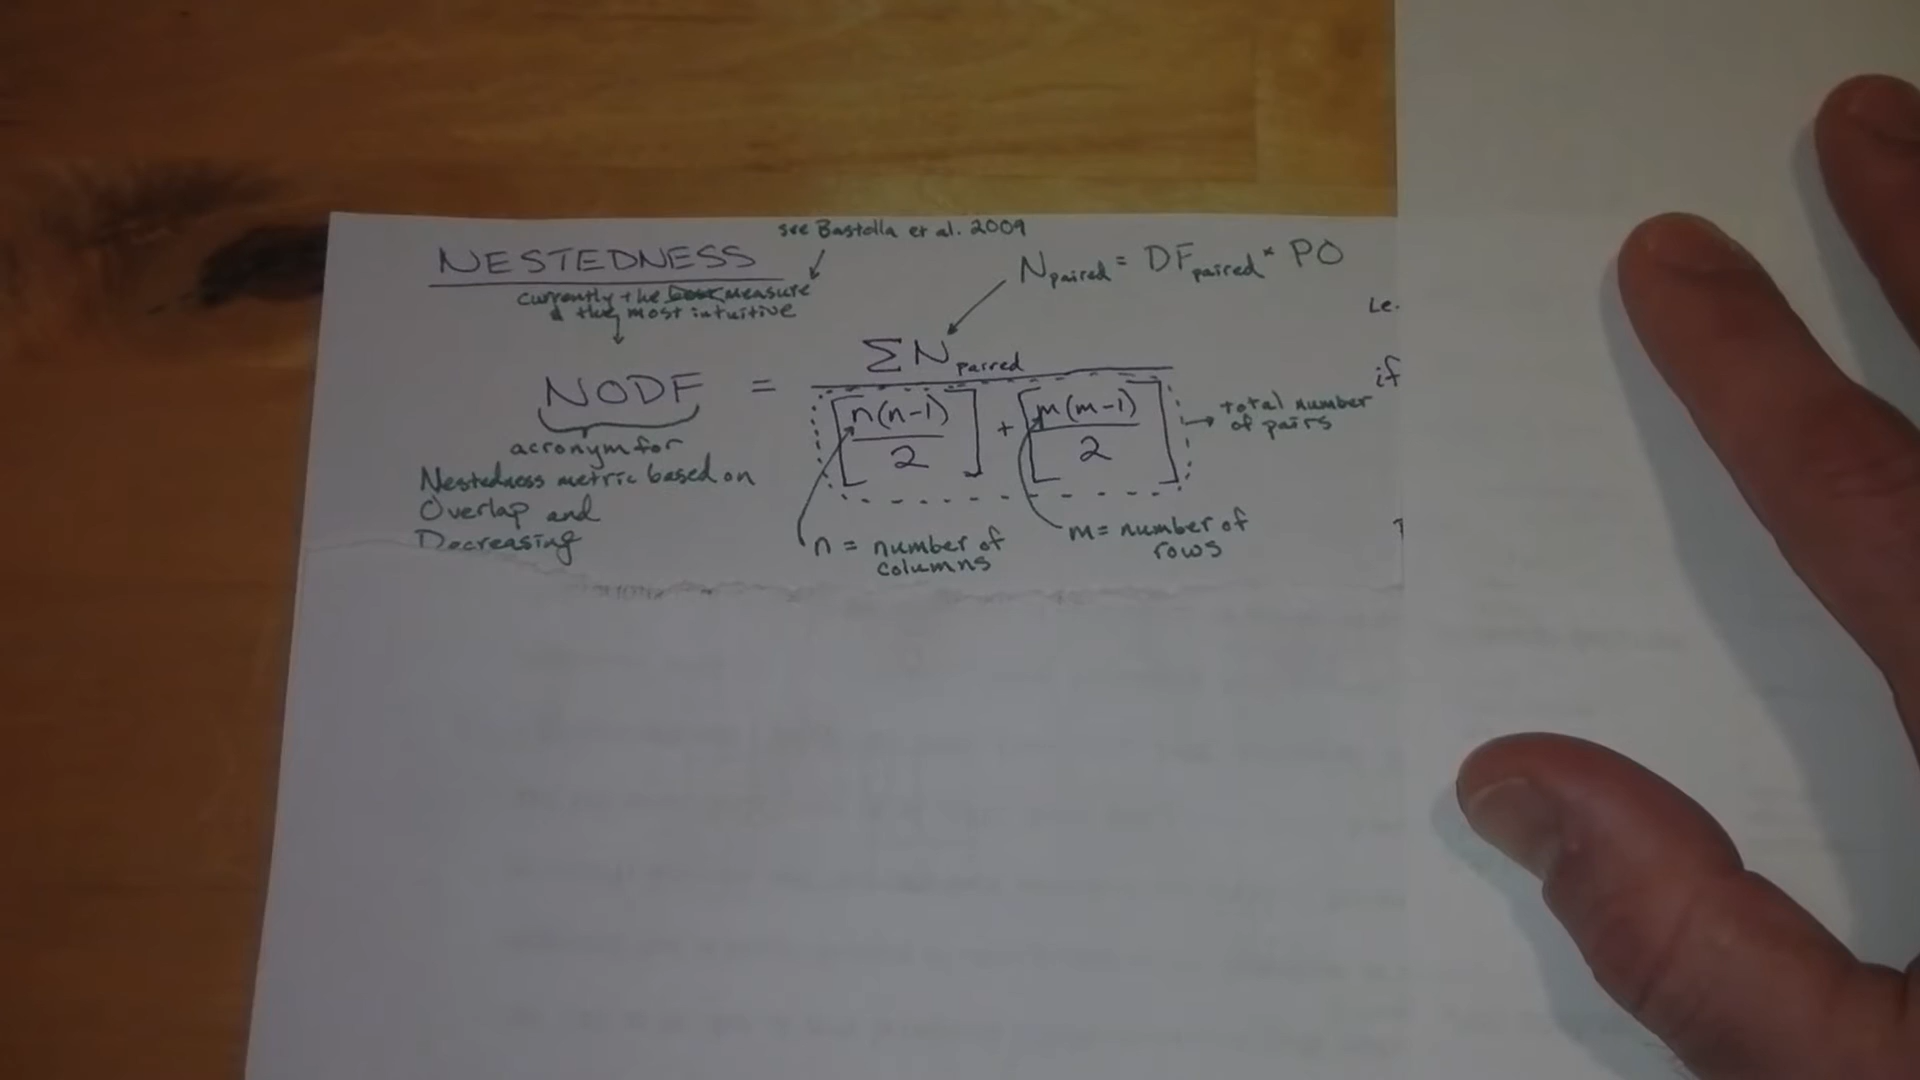 see Bastolla et al. 2009
NESTEDNESS
currently the best measure
& the most intuitive
N paired = DF paired * PO
i.e.
if
NODF = ΣN paired
[n(n-1) / 2] + [m(m-1) / 2]
total number
of pairs
acronym for
Nestedness metric based on
Overlap and
Decreasing
n = number of
columns
m = number of
rows